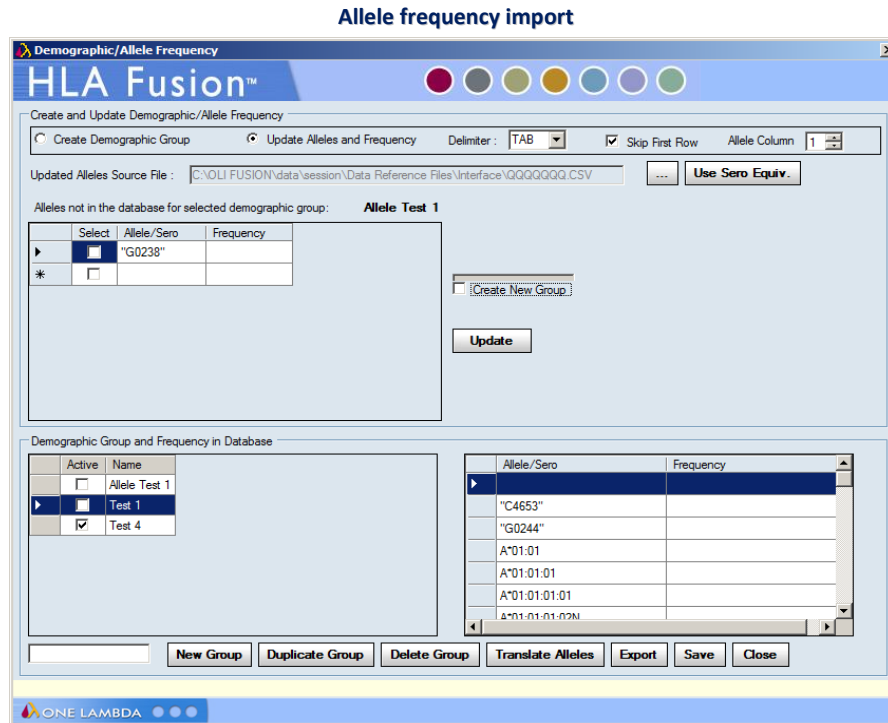 Allele frequency import
Demographic/Allele Frequency
HLA Fusion™
Create and Update Demographic/Allele Frequency
Create Demographic Group Update Alleles and Frequency Delimiter : TAB Skip First Row Allele Column 1
Updated Alleles Source File : C:\OLI FUSION\data\session\Data Reference Files\Interface\QQQQQQQ.CSV ... Use Sero Equiv.
Alleles not in the database for selected demographic group: Allele Test 1
Select Allele/Sero Frequency
"G0238"
Create New Group
Update
Demographic Group and Frequency in Database
Active Name
Allele Test 1
Test 1
Test 4
Allele/Sero Frequency
"C4653"
"G0244"
A*01:01
A*01:01:01
A*01:01:01:01
A*01:01:01:02N
New Group Duplicate Group Delete Group Translate Alleles Export Save Close
ONE LAMBDA